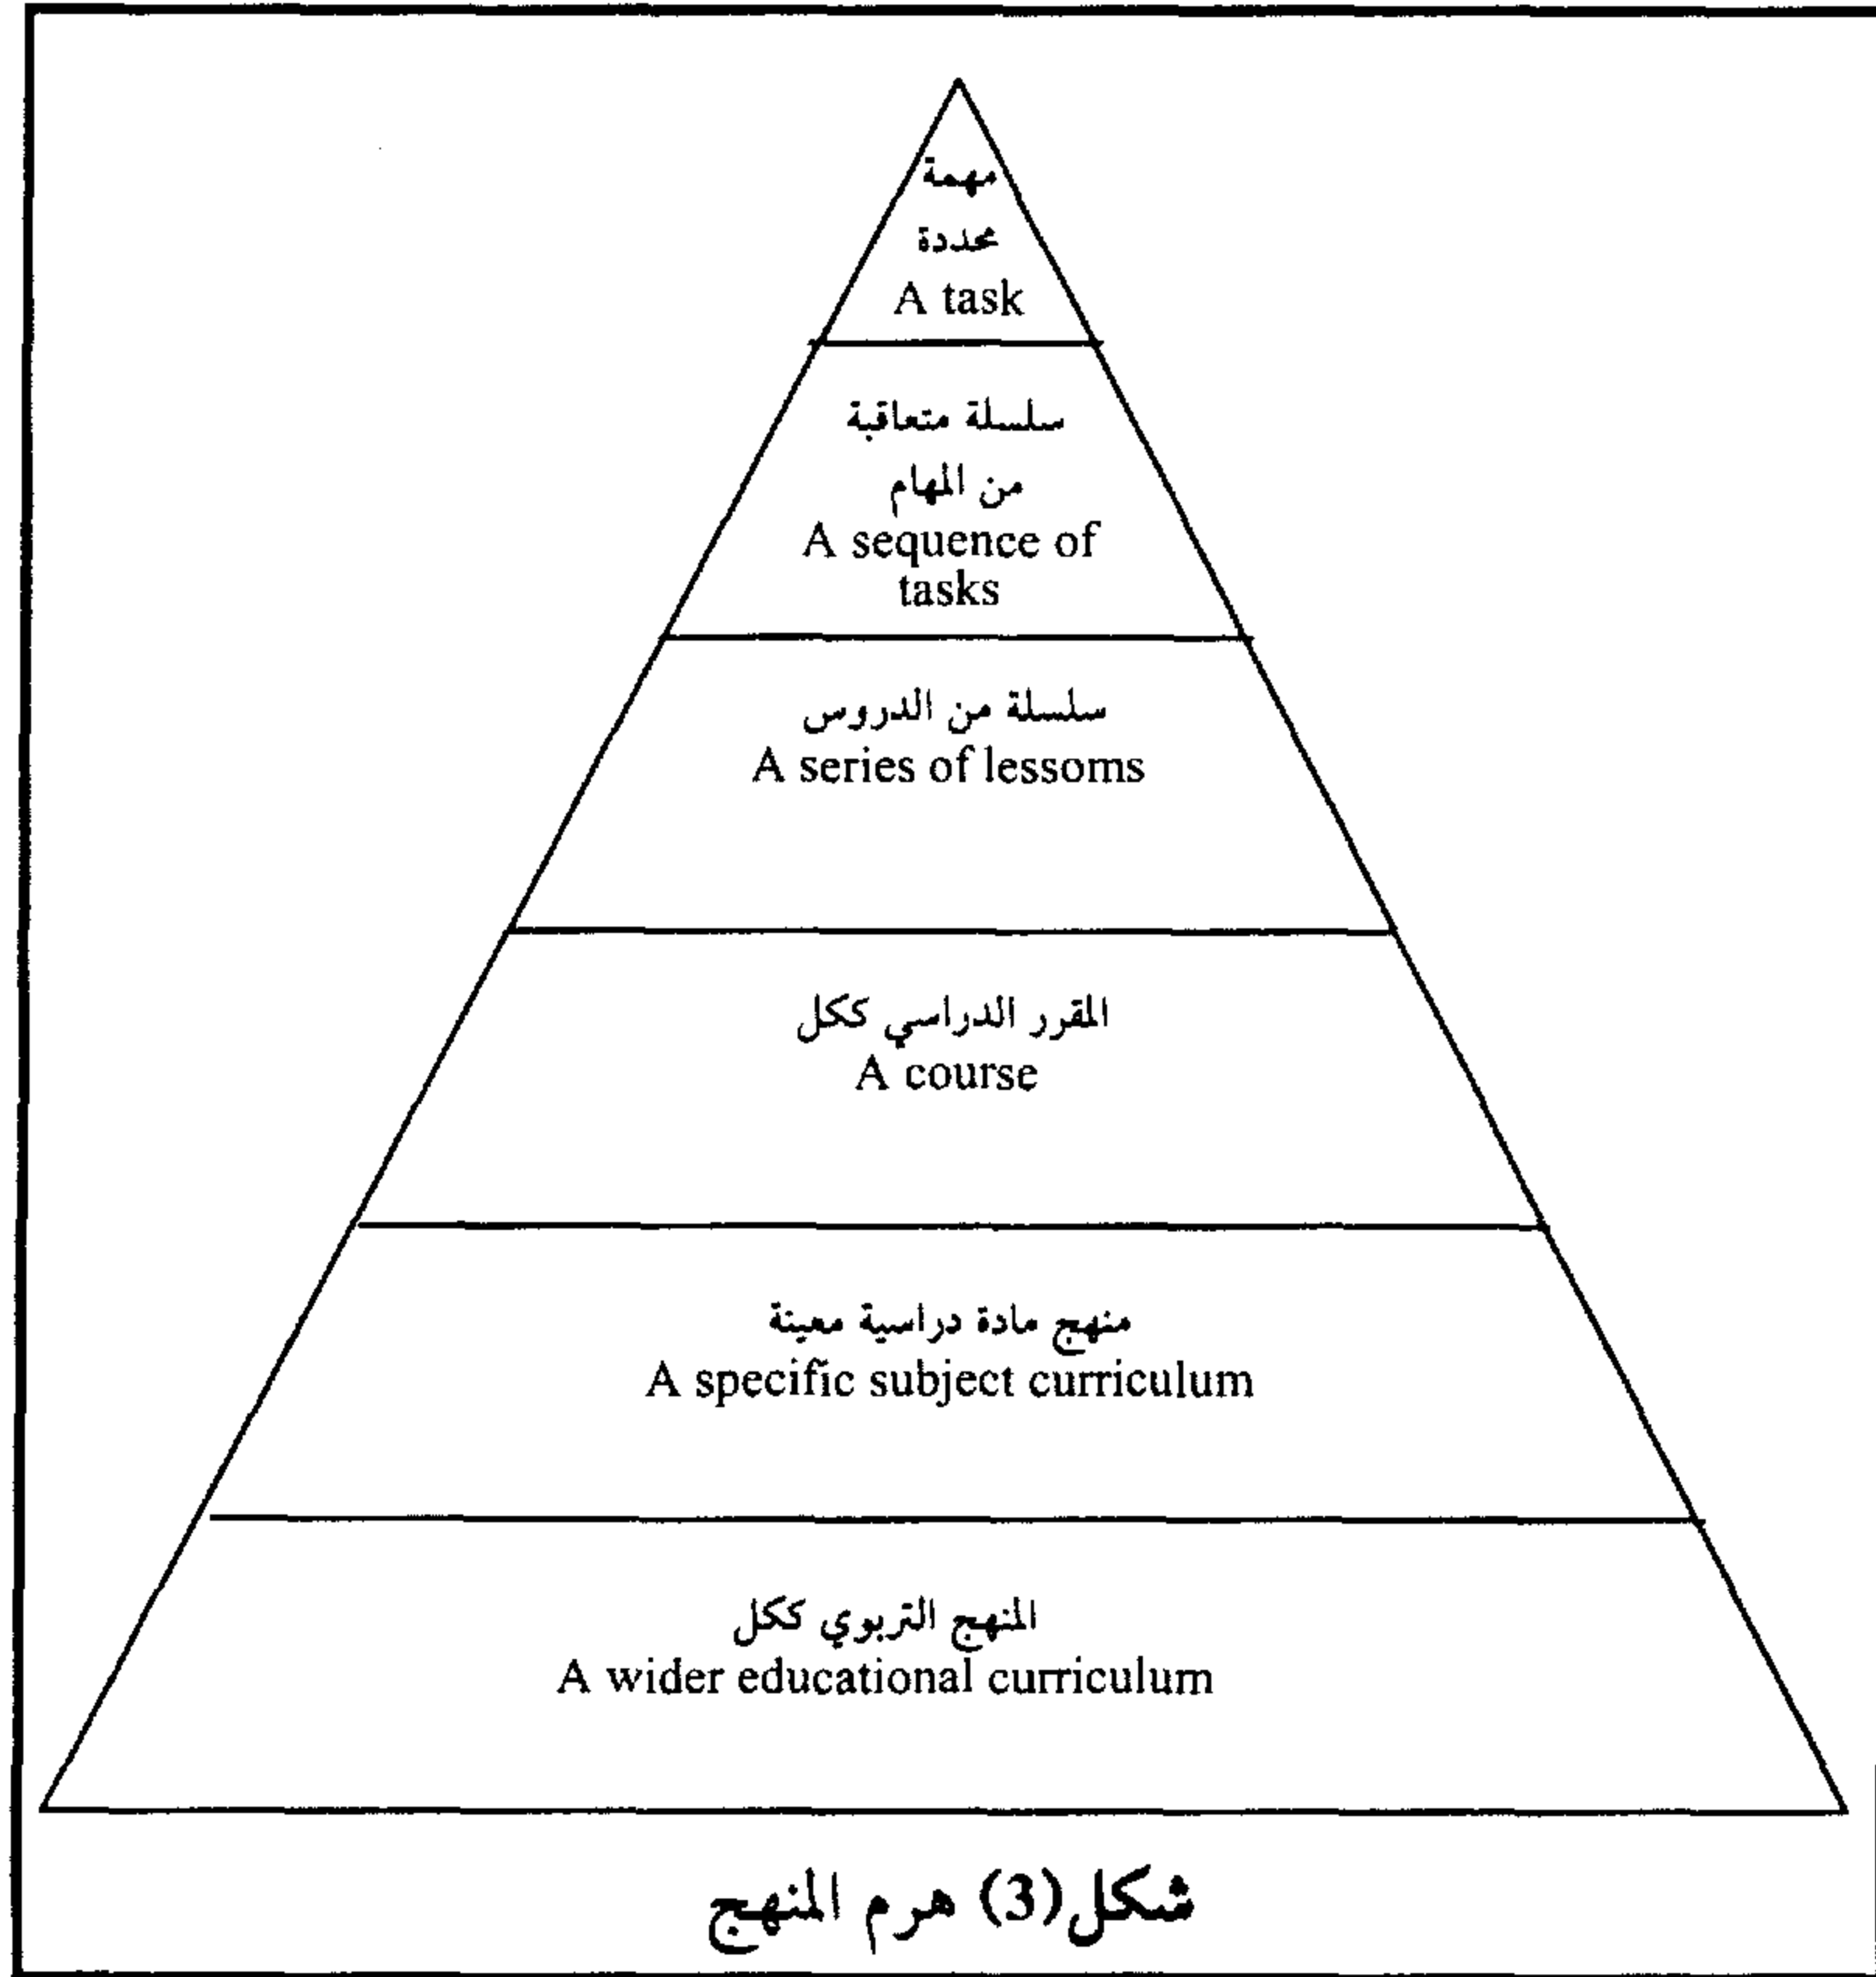 مهمة
محددة
A task
سلسلة متعاقبة
من المهام
A sequence of
tasks
سلسلة من الدروس
A series of lessoms
المقرر الدراسي ككل
A course
منهج مادة دراسية معينة
A specific subject curriculum
المنهج التربوي ككل
A wider educational curriculum
شكل(3) هرم المنهج